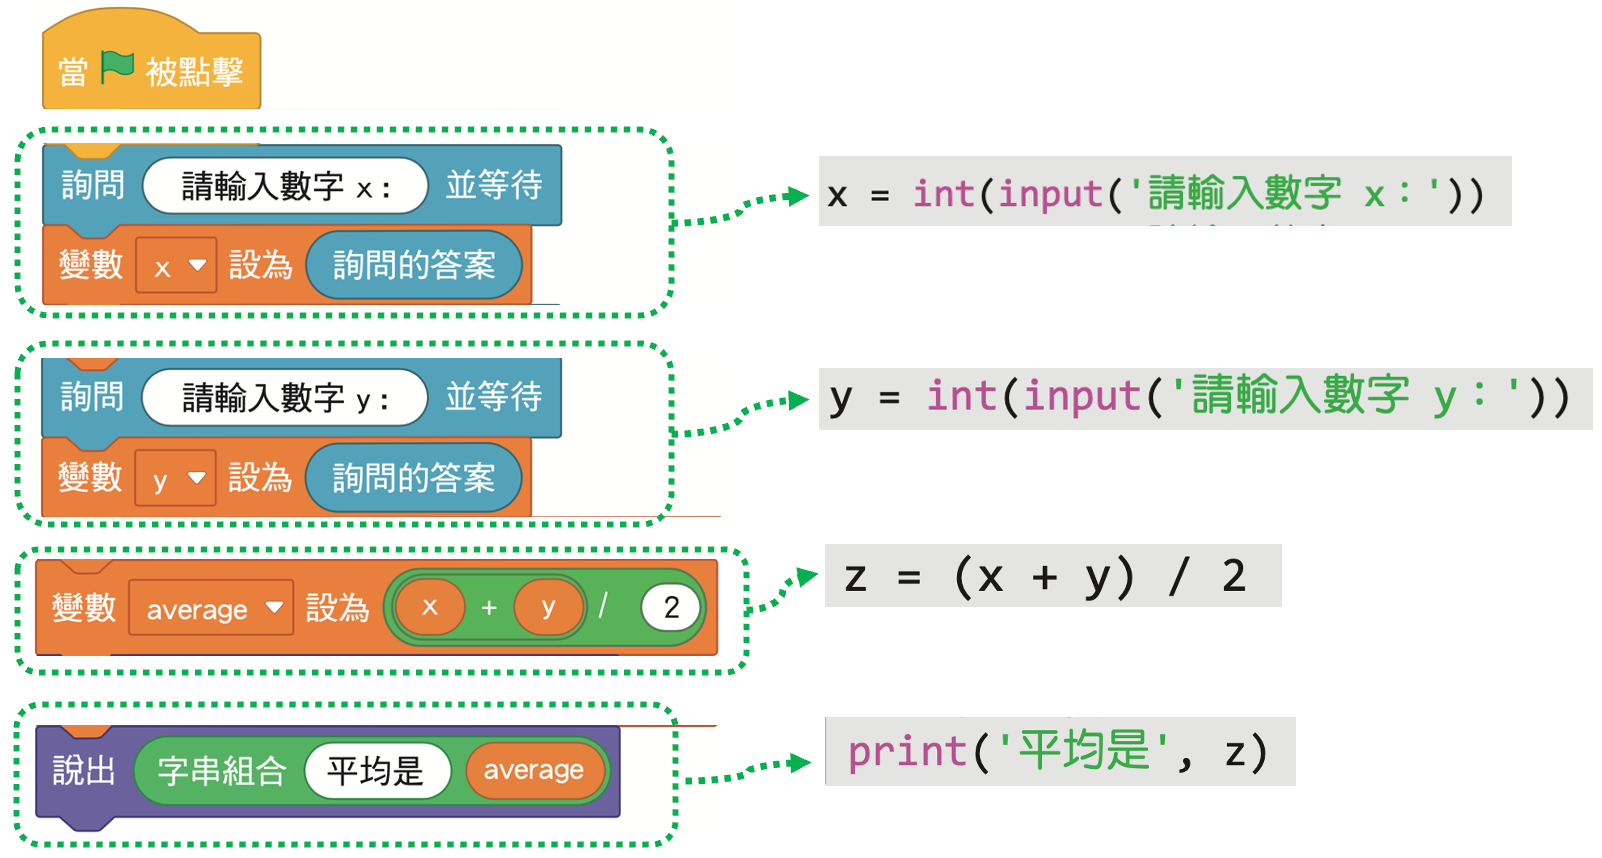 當 被點擊
詢問 請輸入數字 x : 並等待
變數 x 設為 詢問的答案
x = int(input('請輸入數字 x：'))
詢問 請輸入數字 y : 並等待
變數 y 設為 詢問的答案
y = int(input('請輸入數字 y：'))
變數 average 設為 x + y / 2
z = (x + y) / 2
說出 字串組合 平均是 average
print('平均是', z)